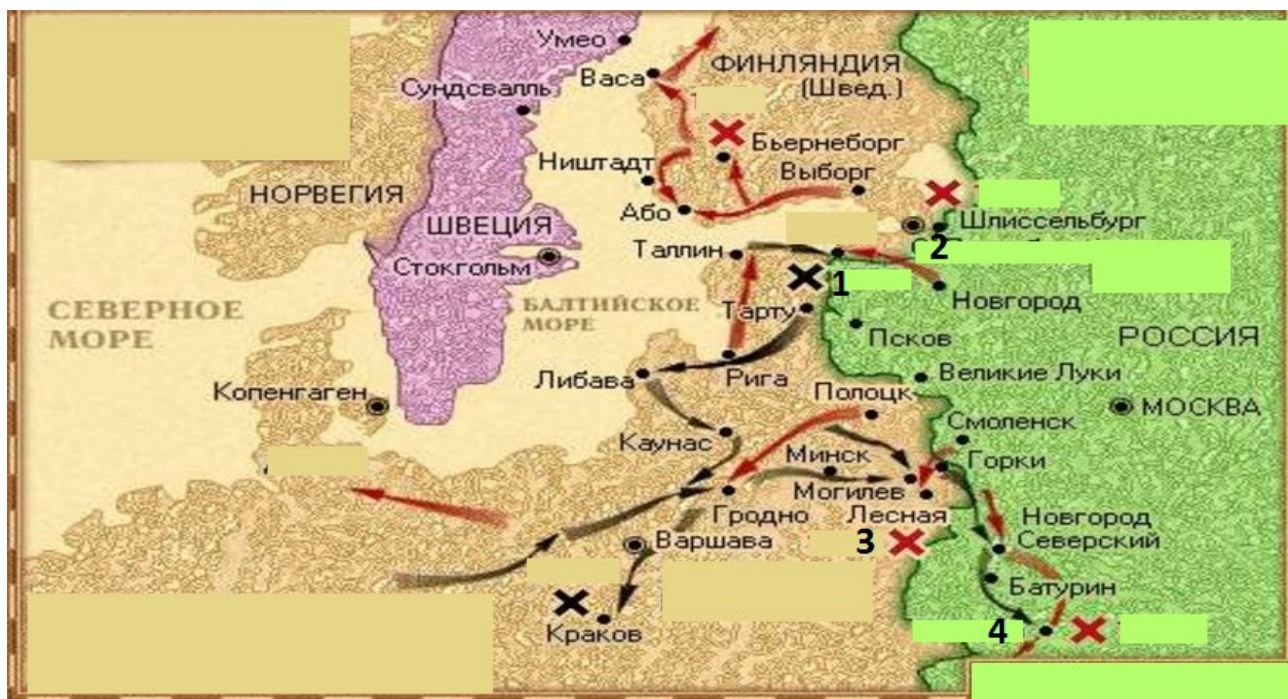 Умео
Васа
ФИНЛЯНДИЯ
(Швед.)
Сундсвалль
Бьернеборг
Ништадт
Выборг
НОРВЕГИЯ
Або
Шлиссельбург
ШВЕЦИЯ
Таллин
2
Стокгольм
1
Новгород
СЕВЕРНОЕ
МОРЕ
БАЛТИЙСКОЕ
МОРЕ
Тарту
Псков
РОССИЯ
Либава
Рига
Великие Луки
Копенгаген
Полоцк
МОСКВА
Смоленск
Каунас
Минск
Горки
Могилев
Гродно
Лесная
Новгород
Северский
Варшава
3
Батурин
Краков
4